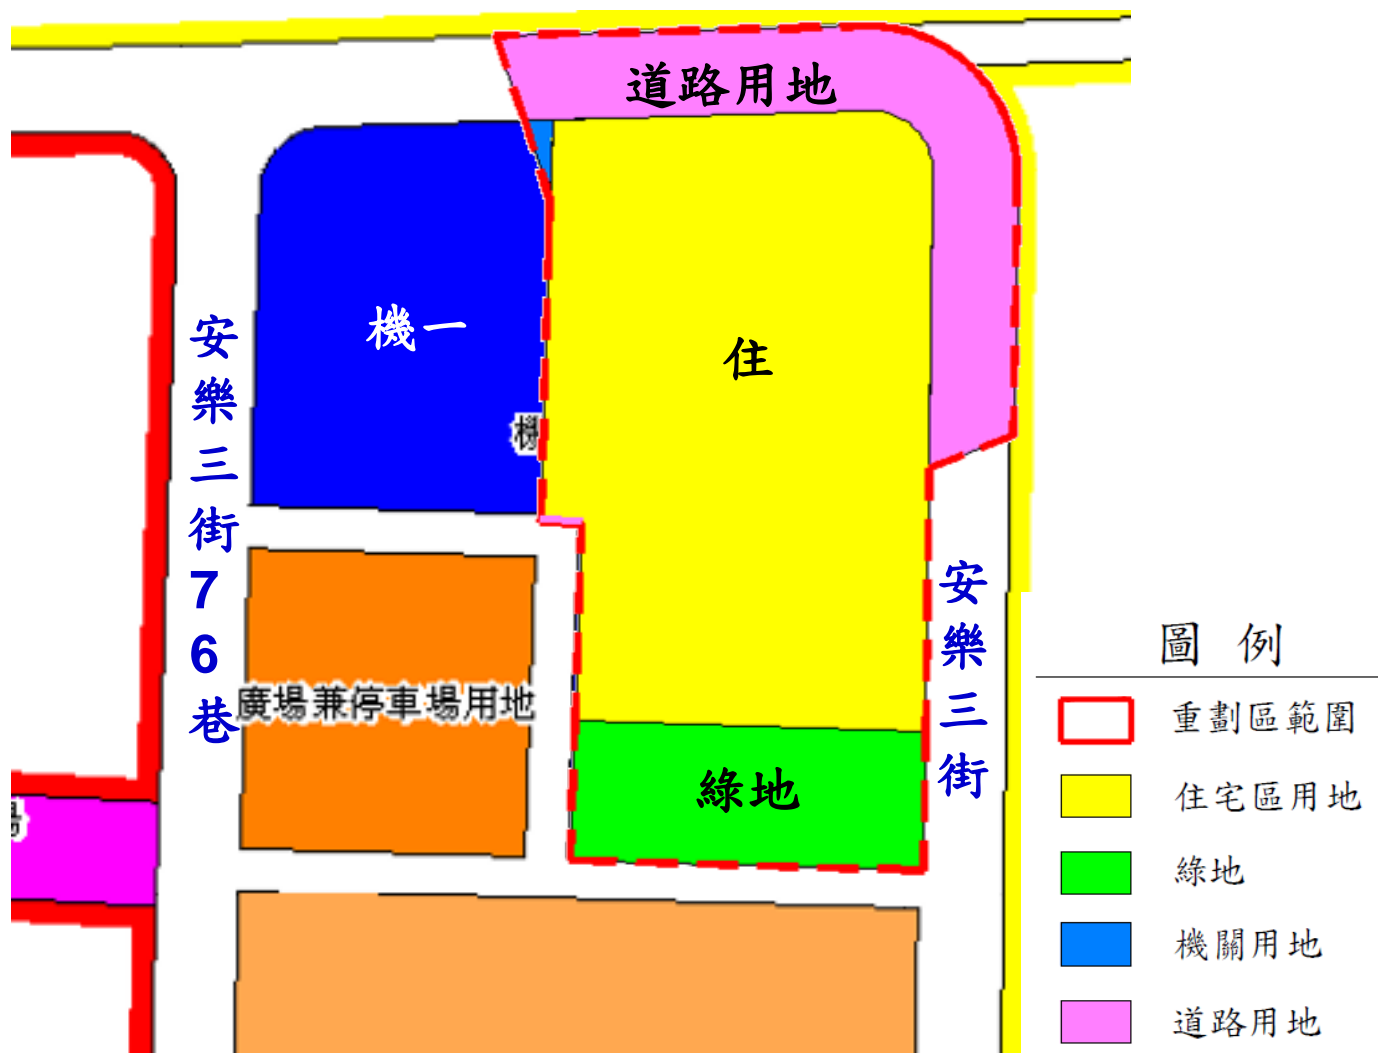 道路用地
機一
住
機
安樂三街76巷
安樂三街
廣場兼停車場用地
綠地
圖 例
重劃區範圍
住宅區用地
綠地
機關用地
道路用地